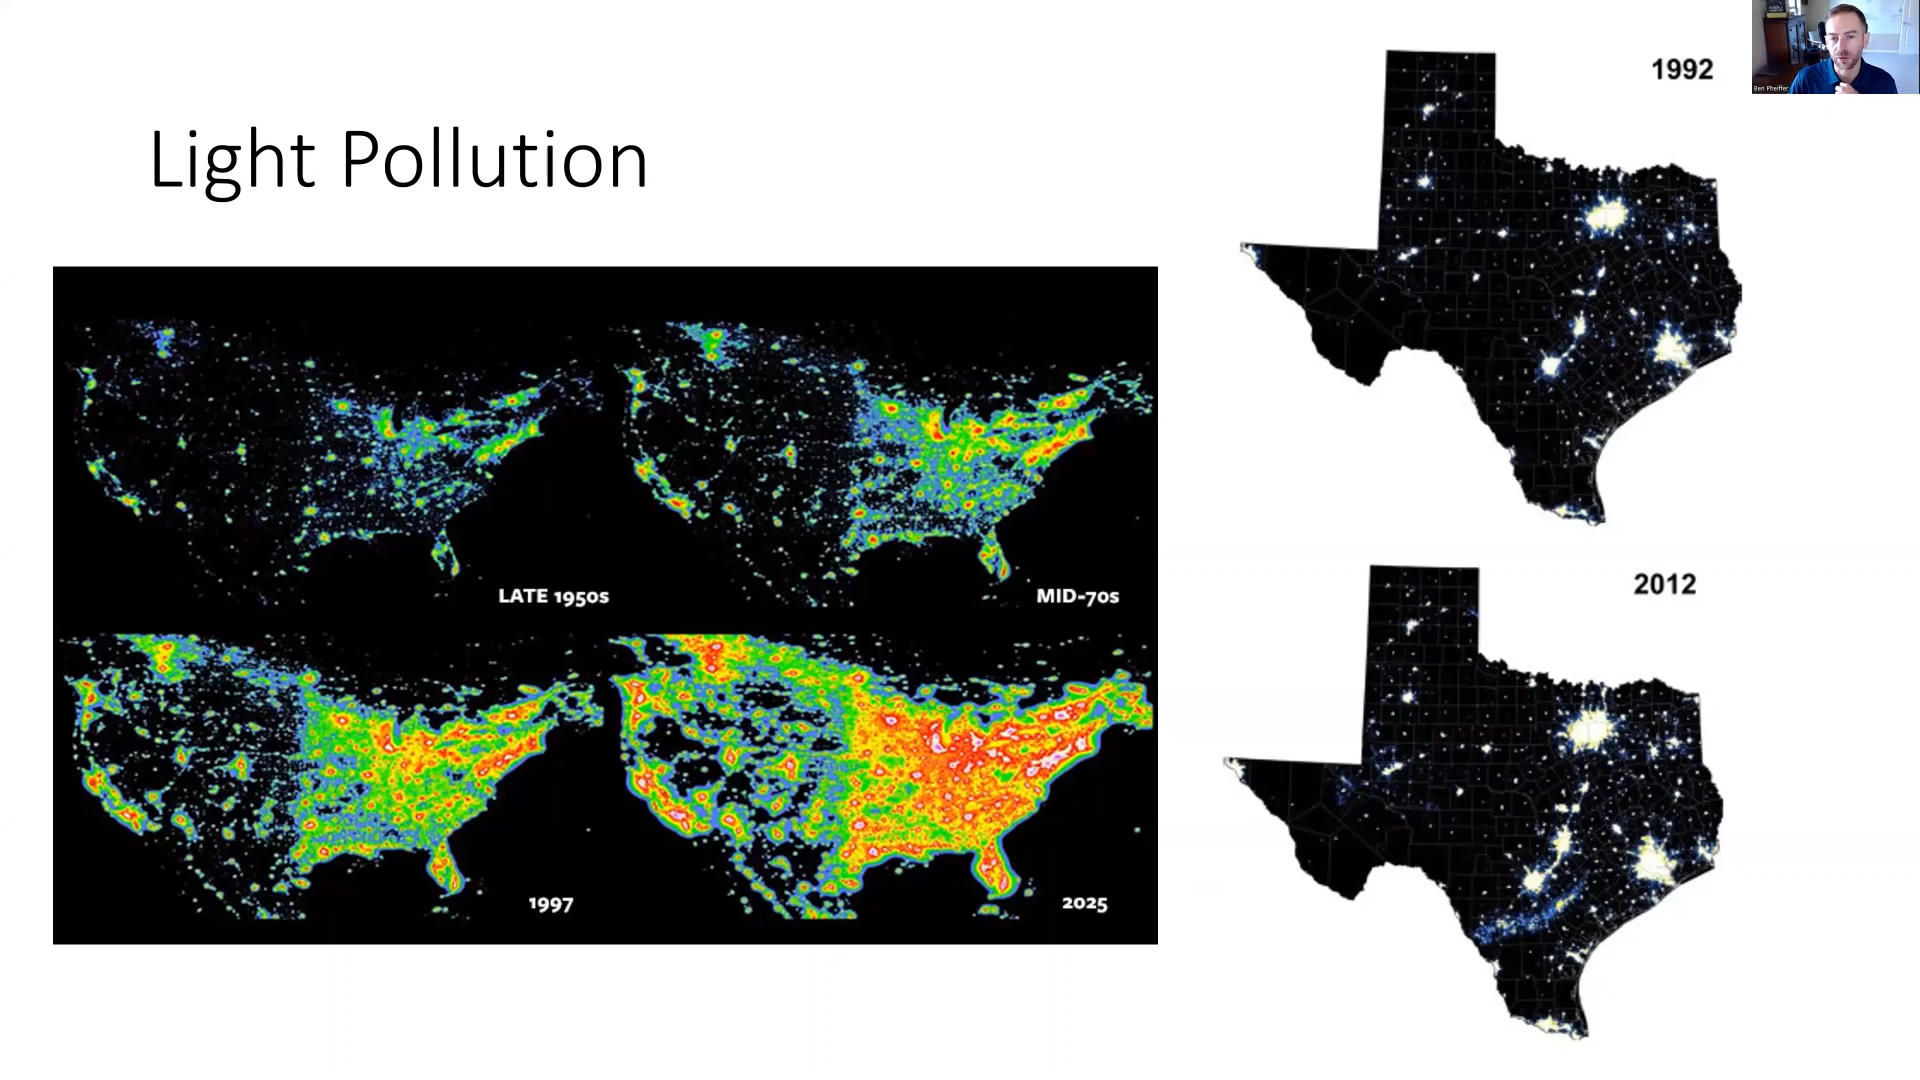 Light Pollution
LATE 1950s
MID-70s
1997
2025
1992
2012
Ben Pheiffer